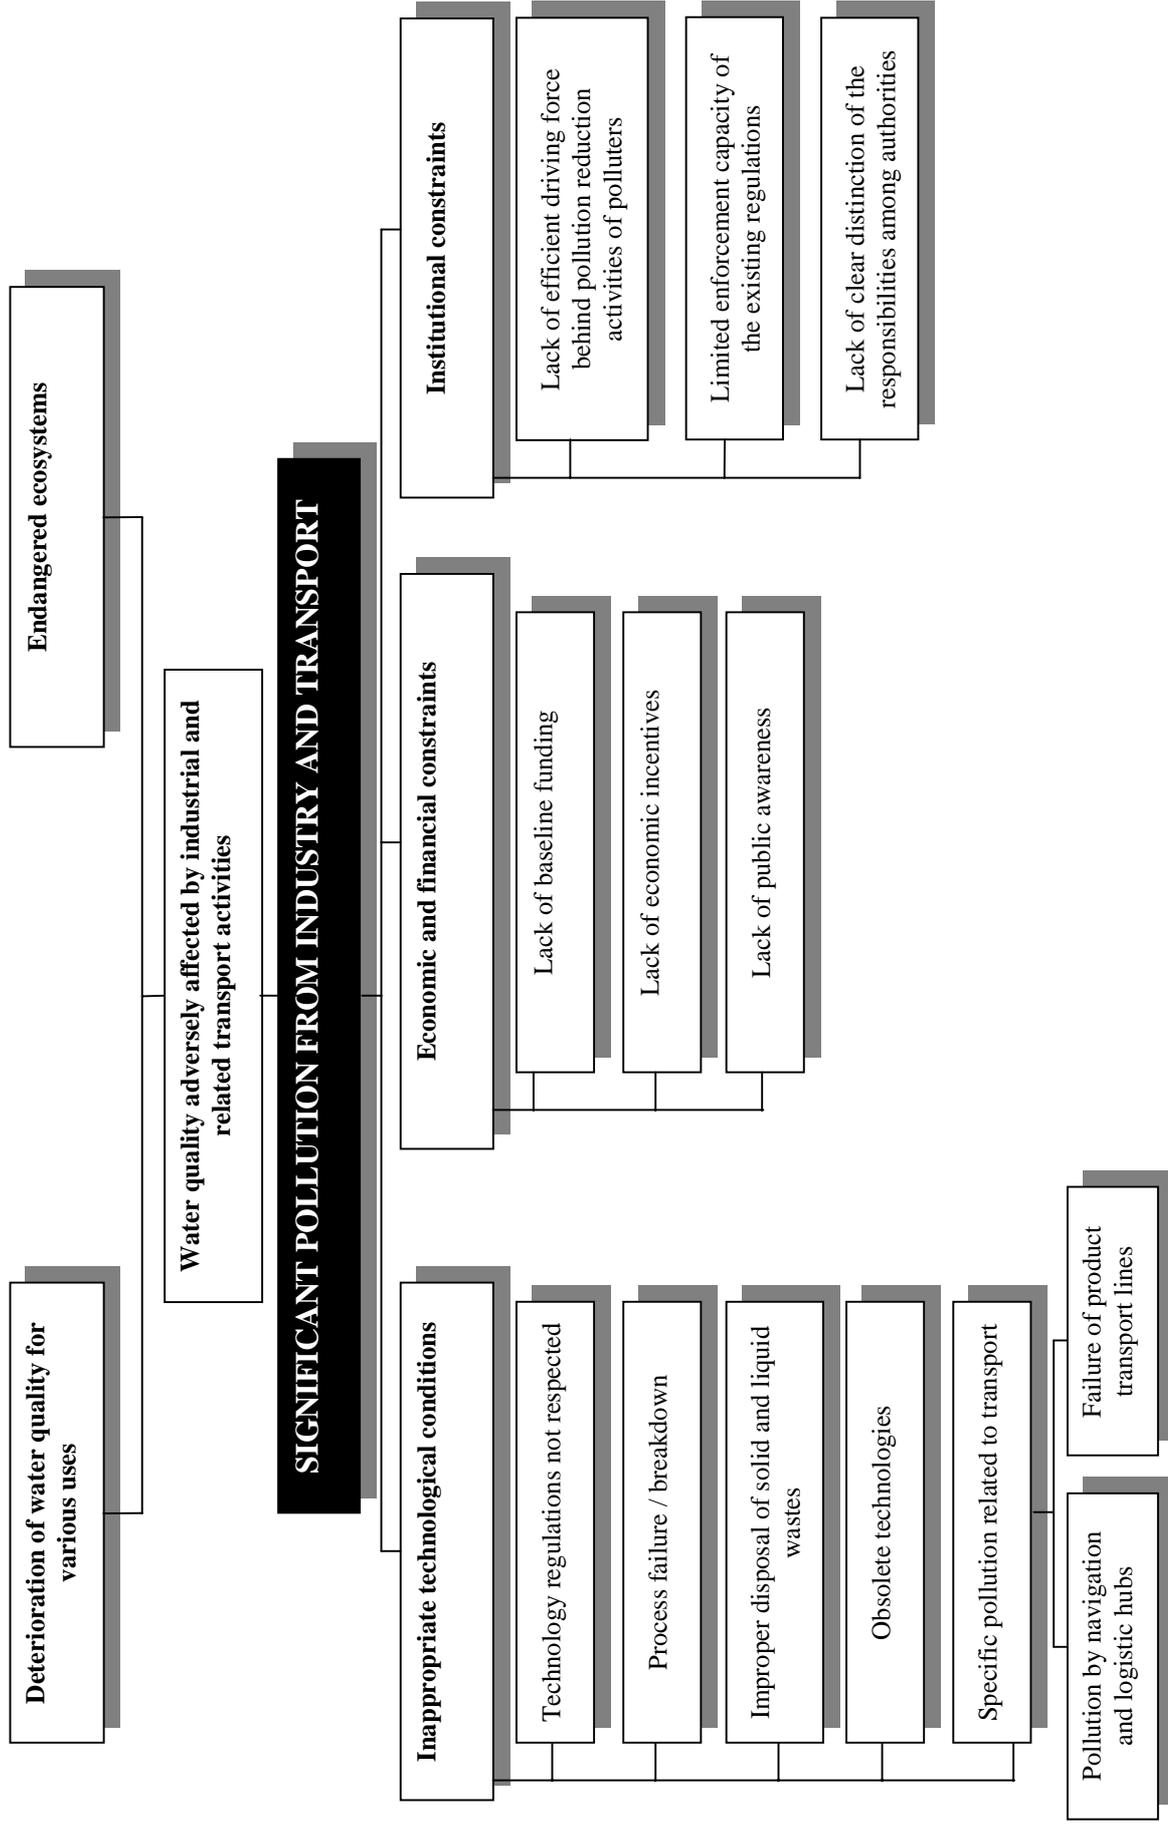 Deterioration of water quality for
various uses
Endangered ecosystems
Water quality adversely affected by industrial and
related transport activities
SIGNIFICANT POLLUTION FROM INDUSTRY AND TRANSPORT
Inappropriate technological conditions
Technology regulations not respected
Process failure / breakdown
Improper disposal of solid and liquid
wastes
Obsolete technologies
Specific pollution related to transport
Pollution by navigation
and logistic hubs
Failure of product
transport lines
Economic and financial constraints
Lack of baseline funding
Lack of economic incentives
Lack of public awareness
Institutional constraints
Lack of efficient driving force
behind pollution reduction
activities of polluters
Limited enforcement capacity of
the existing regulations
Lack of clear distinction of the
responsibilities among authorities